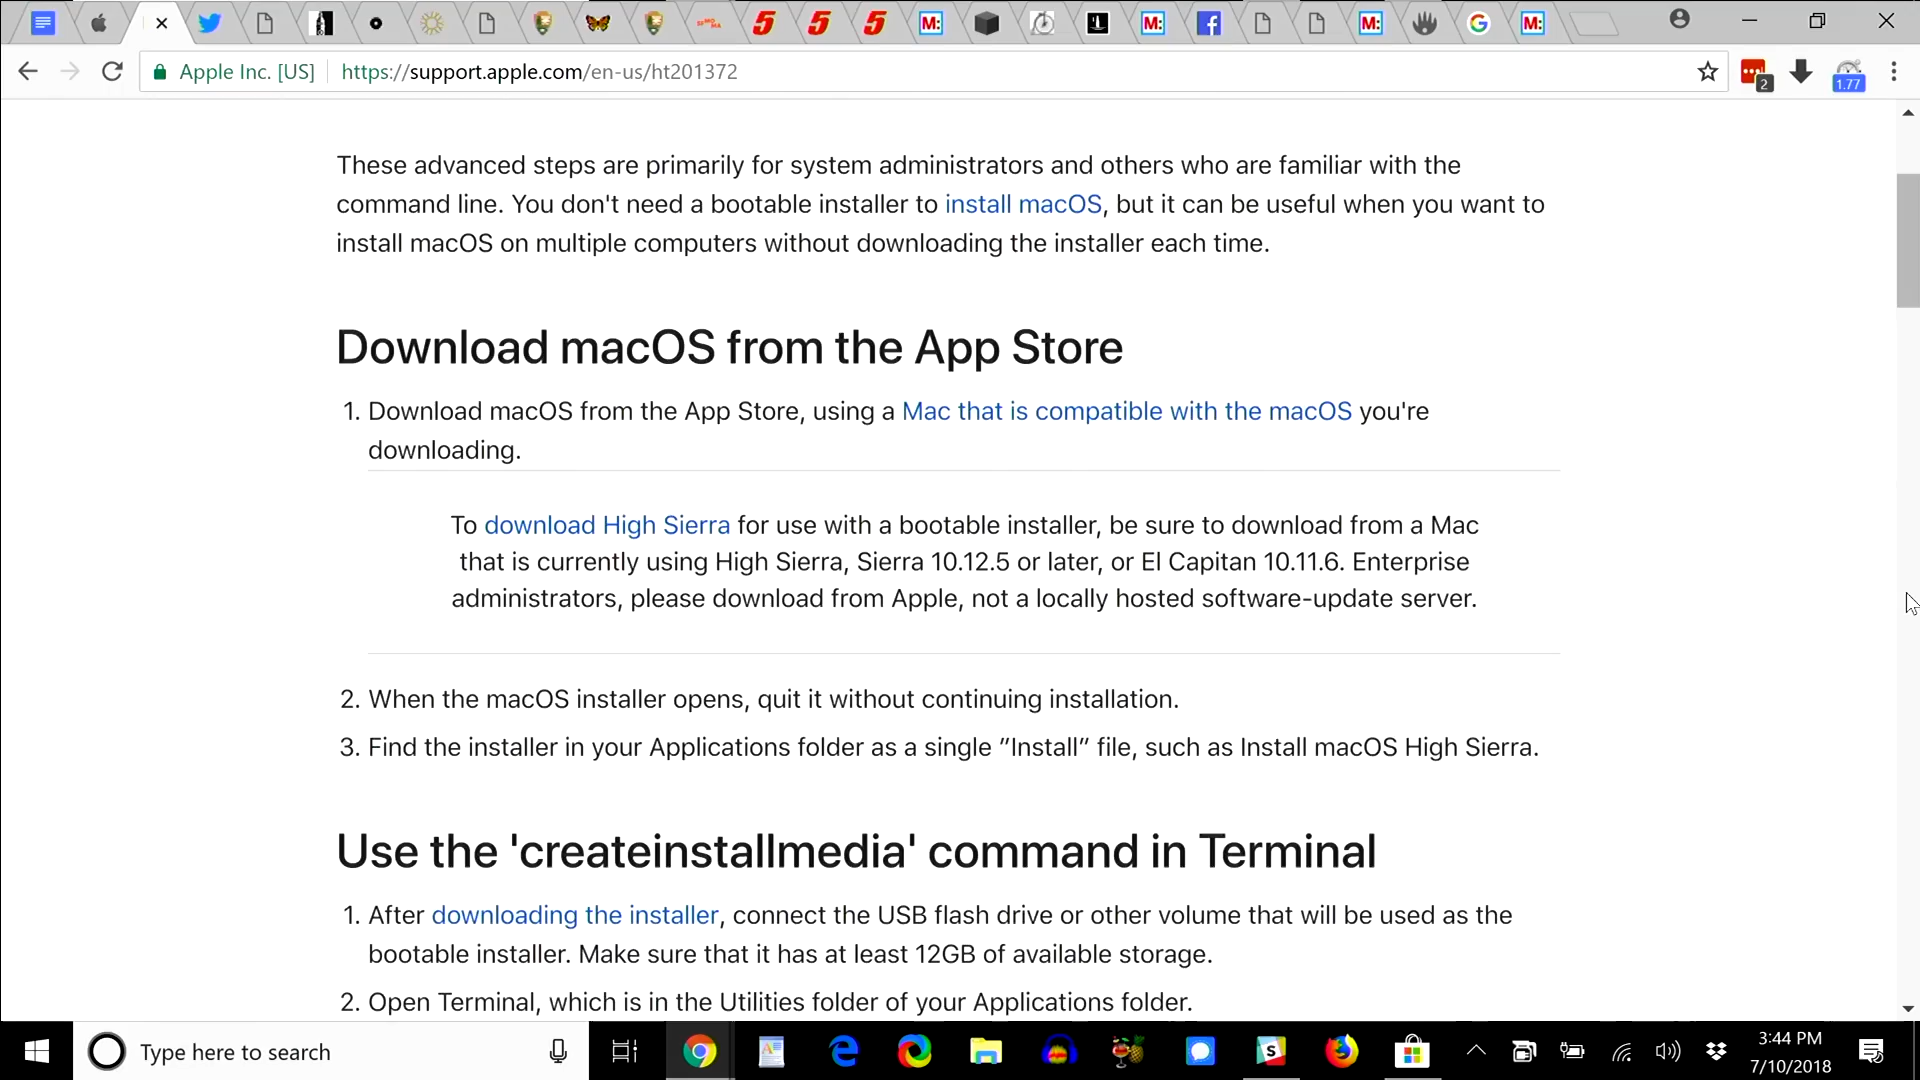 5
5
5
M:
M:
M:
M:
Apple Inc. [US]
https://support.apple.com/en-us/ht201372
2
1.77
These advanced steps are primarily for system administrators and others who are familiar with the
command line. You don't need a bootable installer to install macOS, but it can be useful when you want to
install macOS on multiple computers without downloading the installer each time.
Download macOS from the App Store
1. Download macOS from the App Store, using a Mac that is compatible with the macOS you're
downloading.
To download High Sierra for use with a bootable installer, be sure to download from a Mac
that is currently using High Sierra, Sierra 10.12.5 or later, or El Capitan 10.11.6. Enterprise
administrators, please download from Apple, not a locally hosted software-update server.
2. When the macOS installer opens, quit it without continuing installation.
3. Find the installer in your Applications folder as a single ”Install” file, such as Install macOS High Sierra.
Use the 'createinstallmedia' command in Terminal
1. After downloading the installer, connect the USB flash drive or other volume that will be used as the
bootable installer. Make sure that it has at least 12GB of available storage.
2. Open Terminal, which is in the Utilities folder of your Applications folder.
Type here to search
3:44 PM
7/10/2018